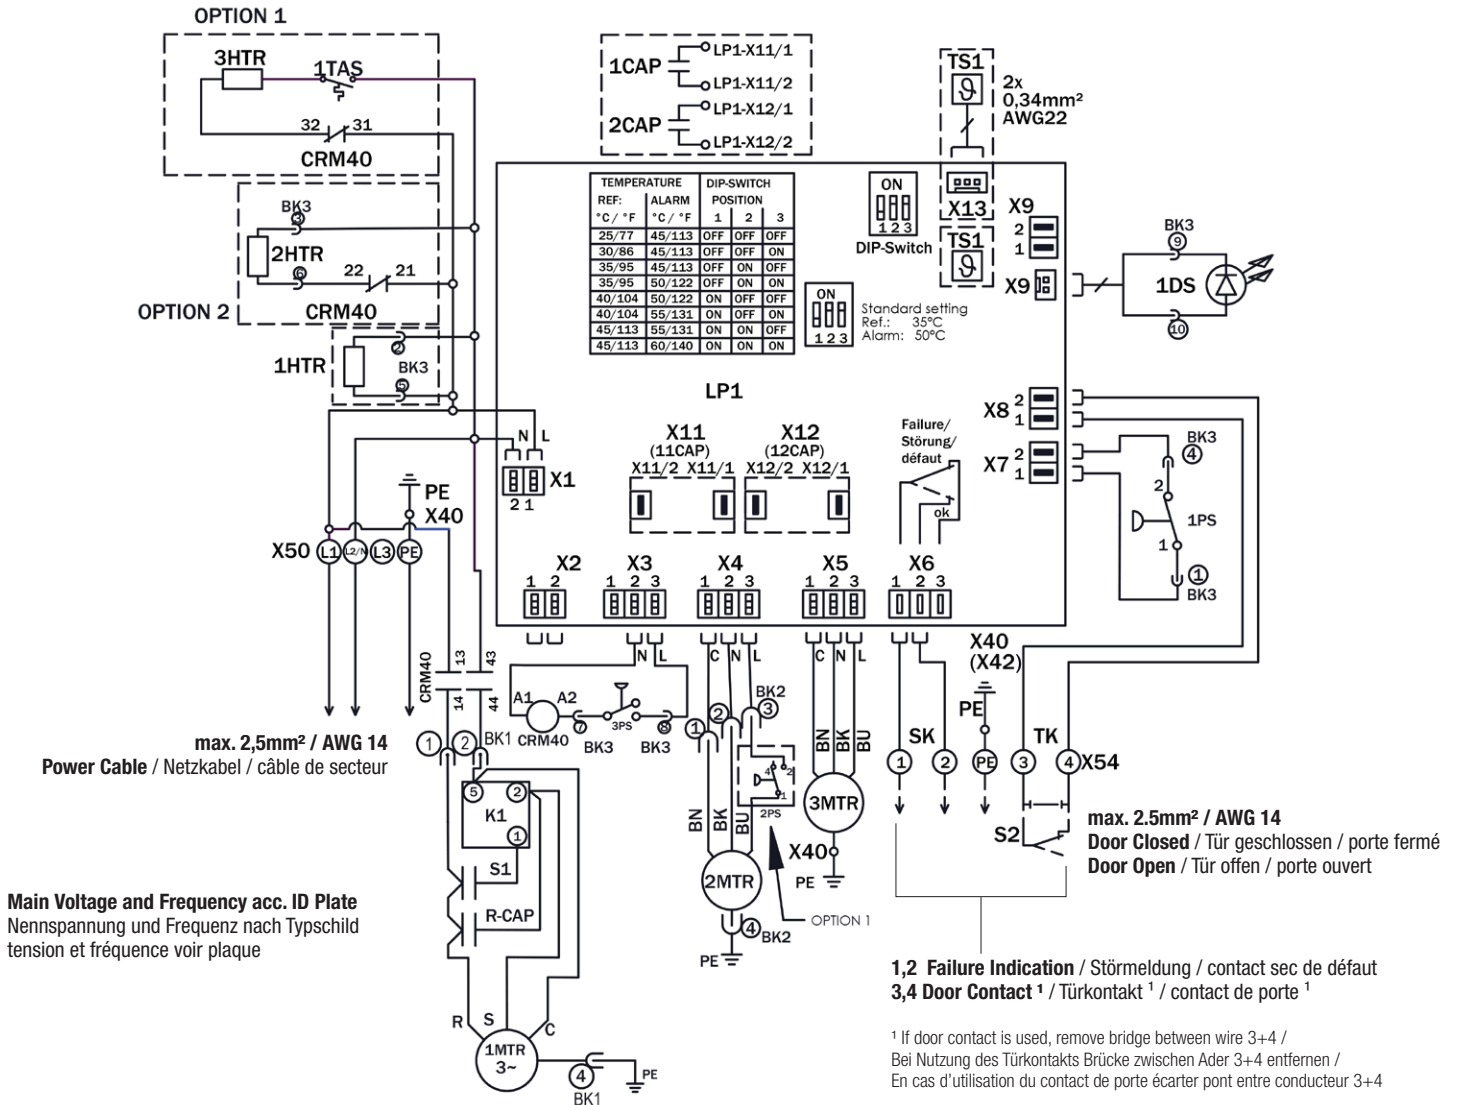 OPTION 1
3HTR
1TAS
32 31
CRM40
BK3
3
2HTR
6
22 21
OPTION 2
CRM40
1HTR
2
BK3
5
1CAP
LP1-X11/1
LP1-X11/2
2CAP
LP1-X12/1
LP1-X12/2
TS1
ϑ
2x
0,34mm²
AWG22
X13
TS1
ϑ
TEMPERATURE DIP-SWITCH
REF: ALARM POSITION
°C / °F °C / °F 1 2 3
25/77 45/113 OFF OFF OFF
30/86 45/113 OFF OFF ON
35/95 45/113 OFF ON OFF
35/95 50/122 OFF ON ON
40/104 50/122 ON OFF OFF
40/104 55/131 ON OFF ON
45/113 55/131 ON ON OFF
45/113 60/140 ON ON ON
ON
1 2 3
DIP-Switch
ON
1 2 3
Standard setting
Ref.: 35°C
Alarm: 50°C
X9
2
1
X9
BK3
9
1DS
10
LP1
X8
2
1
X7
2
1
BK3
4
2
1PS
1
1
BK3
X11
(11CAP)
X11/2 X11/1
X12
(12CAP)
X12/2 X12/1
Failure/
Störung/
défaut
ok
N L
X1
2 1
PE
X40
X50 L1 L2/N L3 PE
X2
1 2
X3
1 2 3
X4
1 2 3
X5
1 2 3
X6
1 2 3
CRM40
13
14
43
44
N L
A1 A2
CRM40
7
BK3
3PS
8
BK3
C N L
1
2
BK2
3
BN
BK
BU
4 2
1
2PS
2MTR
4
BK2
PE
OPTION 1
C N L
BN
BK
BU
3MTR
X40
PE
X40
(X42)
PE
SK
TK
1 2 PE 3 4 X54
S2
max. 2,5mm² / AWG 14
Power Cable / Netzkabel / câble de secteur
1 2 BK1
5 2
K1
1
S1
R-CAP
R S C
1MTR
3~
4
BK1
PE
max. 2.5mm² / AWG 14
Door Closed / Tür geschlossen / porte fermé
Door Open / Tür offen / porte ouvert
Main Voltage and Frequency acc. ID Plate
Nennspannung und Frequenz nach Typschild
tension et fréquence voir plaque
1,2 Failure Indication / Störmeldung / contact sec de défaut
3,4 Door Contact ¹ / Türkontakt ¹ / contact de porte ¹
¹ If door contact is used, remove bridge between wire 3+4 /
Bei Nutzung des Türkontakts Brücke zwischen Ader 3+4 entfernen /
En cas d'utilisation du contact de porte écarter pont entre conducteur 3+4